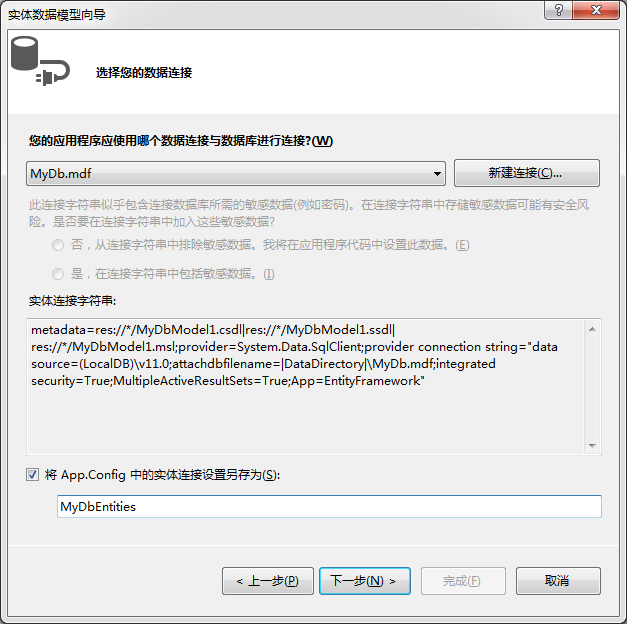 实体数据模型向导
选择您的数据连接
您的应用程序应使用哪个数据连接与数据库进行连接?(W)
MyDb.mdf
新建连接(C)...
此连接字符串似乎包含连接数据库所需的敏感数据(例如密码)。在连接字符串中存储敏感数据可能有安全风
险。是否要在连接字符串中加入这些敏感数据?
否，从连接字符串中排除敏感数据。我将在应用程序代码中设置此数据。(E)
是，在连接字符串中包括敏感数据。(I)
实体连接字符串:
metadata=res://*/MyDbModel1.csdl|res://*/MyDbModel1.ssdl|
res://*/MyDbModel1.msl;provider=System.Data.SqlClient;provider connection string="data
source=(LocalDB)\v11.0;attachdbfilename=|DataDirectory|\MyDb.mdf;integrated
security=True;MultipleActiveResultSets=True;App=EntityFramework"
将 App.Config 中的实体连接设置另存为(S):
MyDbEntities
< 上一步(P)
下一步(N) >
完成(F)
取消